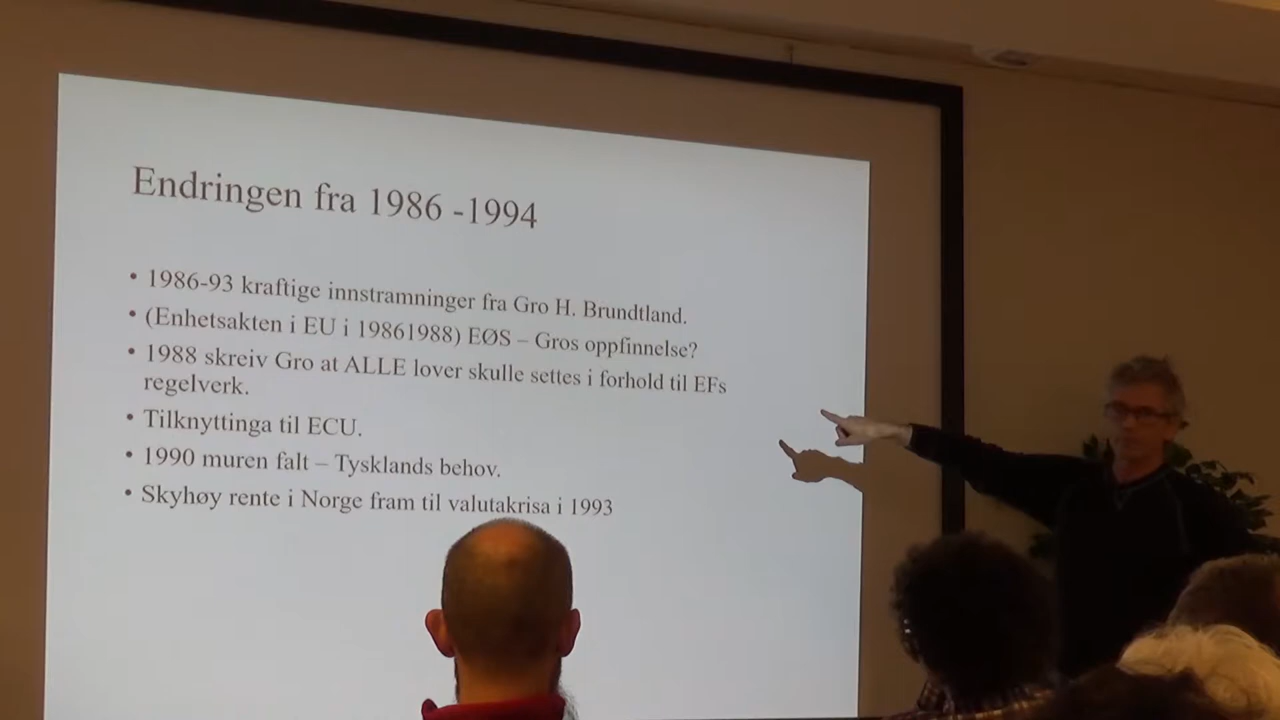 Endringen fra 1986 -1994
• 1986-93 kraftige innstramninger fra Gro H. Brundtland.
• (Enhetsakten i EU i 19861988) EØS – Gros oppfinnelse?
• 1988 skreiv Gro at ALLE lover skulle settes i forhold til EFs
regelverk.
• Tilknyttinga til ECU.
• 1990 muren falt – Tysklands behov.
• Skyhøy rente i Norge fram til valutakrisa i 1993